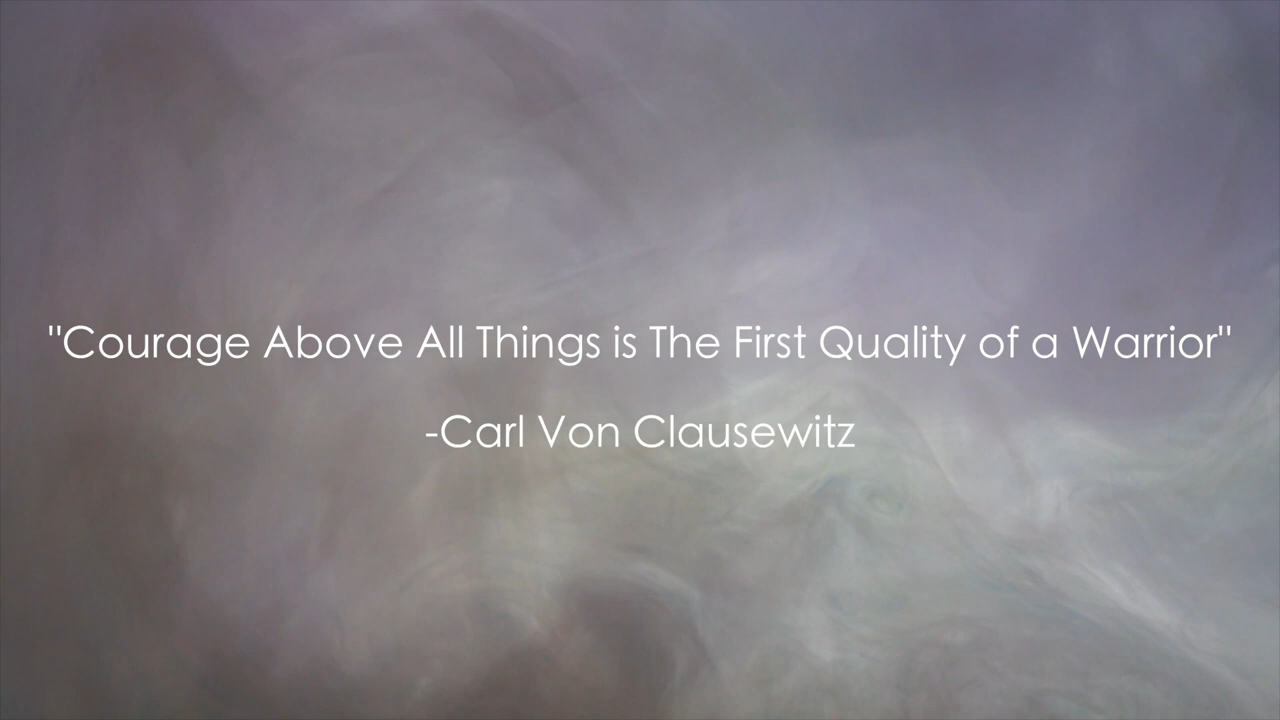 "Courage Above All Things is The First Quality of a Warrior"
-Carl Von Clausewitz